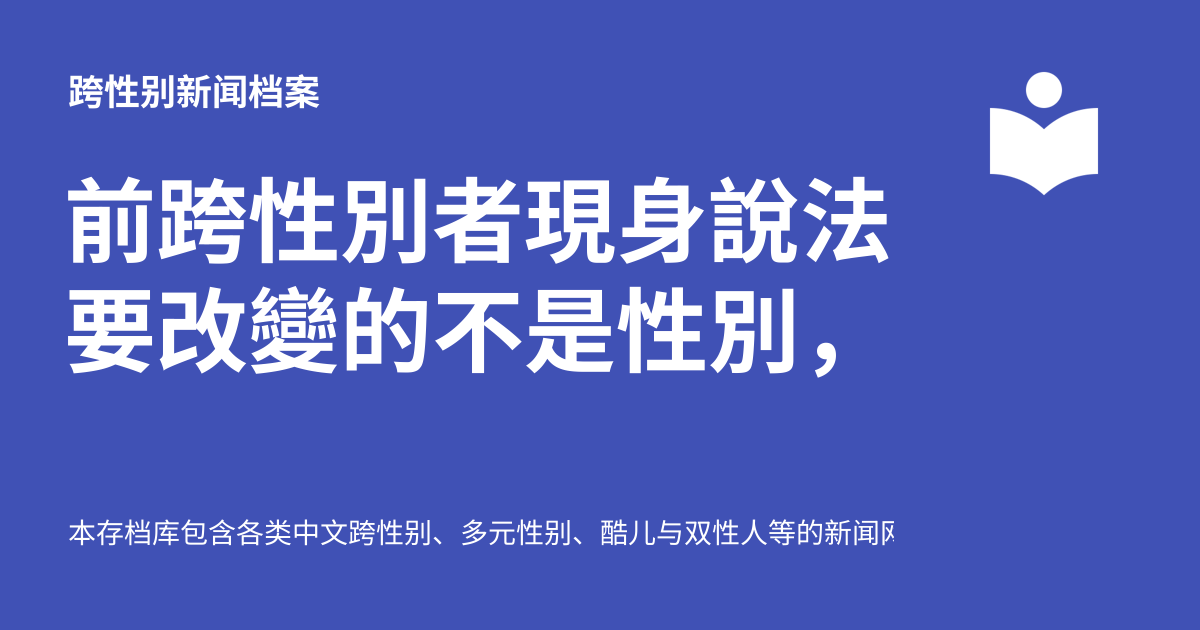 跨性别新闻档案
前跨性別者現身說法
要改變的不是性別，
本存档库包含各类中文跨性别、多元性别、酷儿与双性人等的新闻网